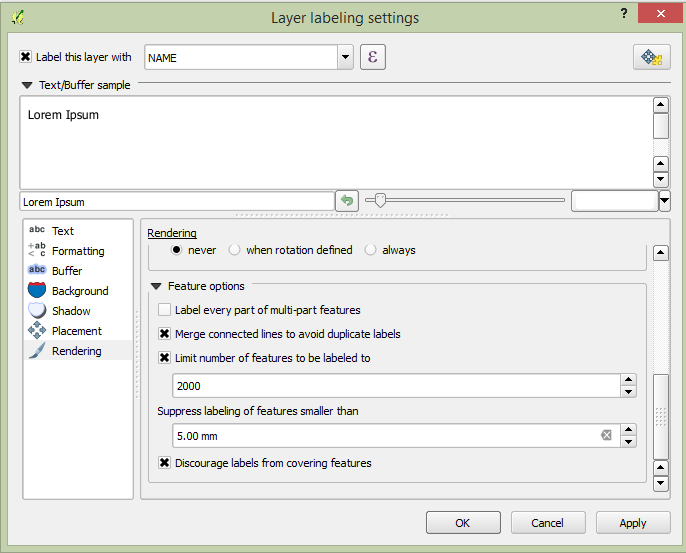 Layer labeling settings
?
Label this layer with
NAME
ε
Text/Buffer sample
Lorem Ipsum
Lorem Ipsum
abc Text
+ab < c Formatting
abc Buffer
Background
Shadow
Placement
Rendering
Rendering
never when rotation defined always
Feature options
Label every part of multi-part features
Merge connected lines to avoid duplicate labels
Limit number of features to be labeled to
2000
Suppress labeling of features smaller than
5.00 mm
Discourage labels from covering features
OK Cancel Apply